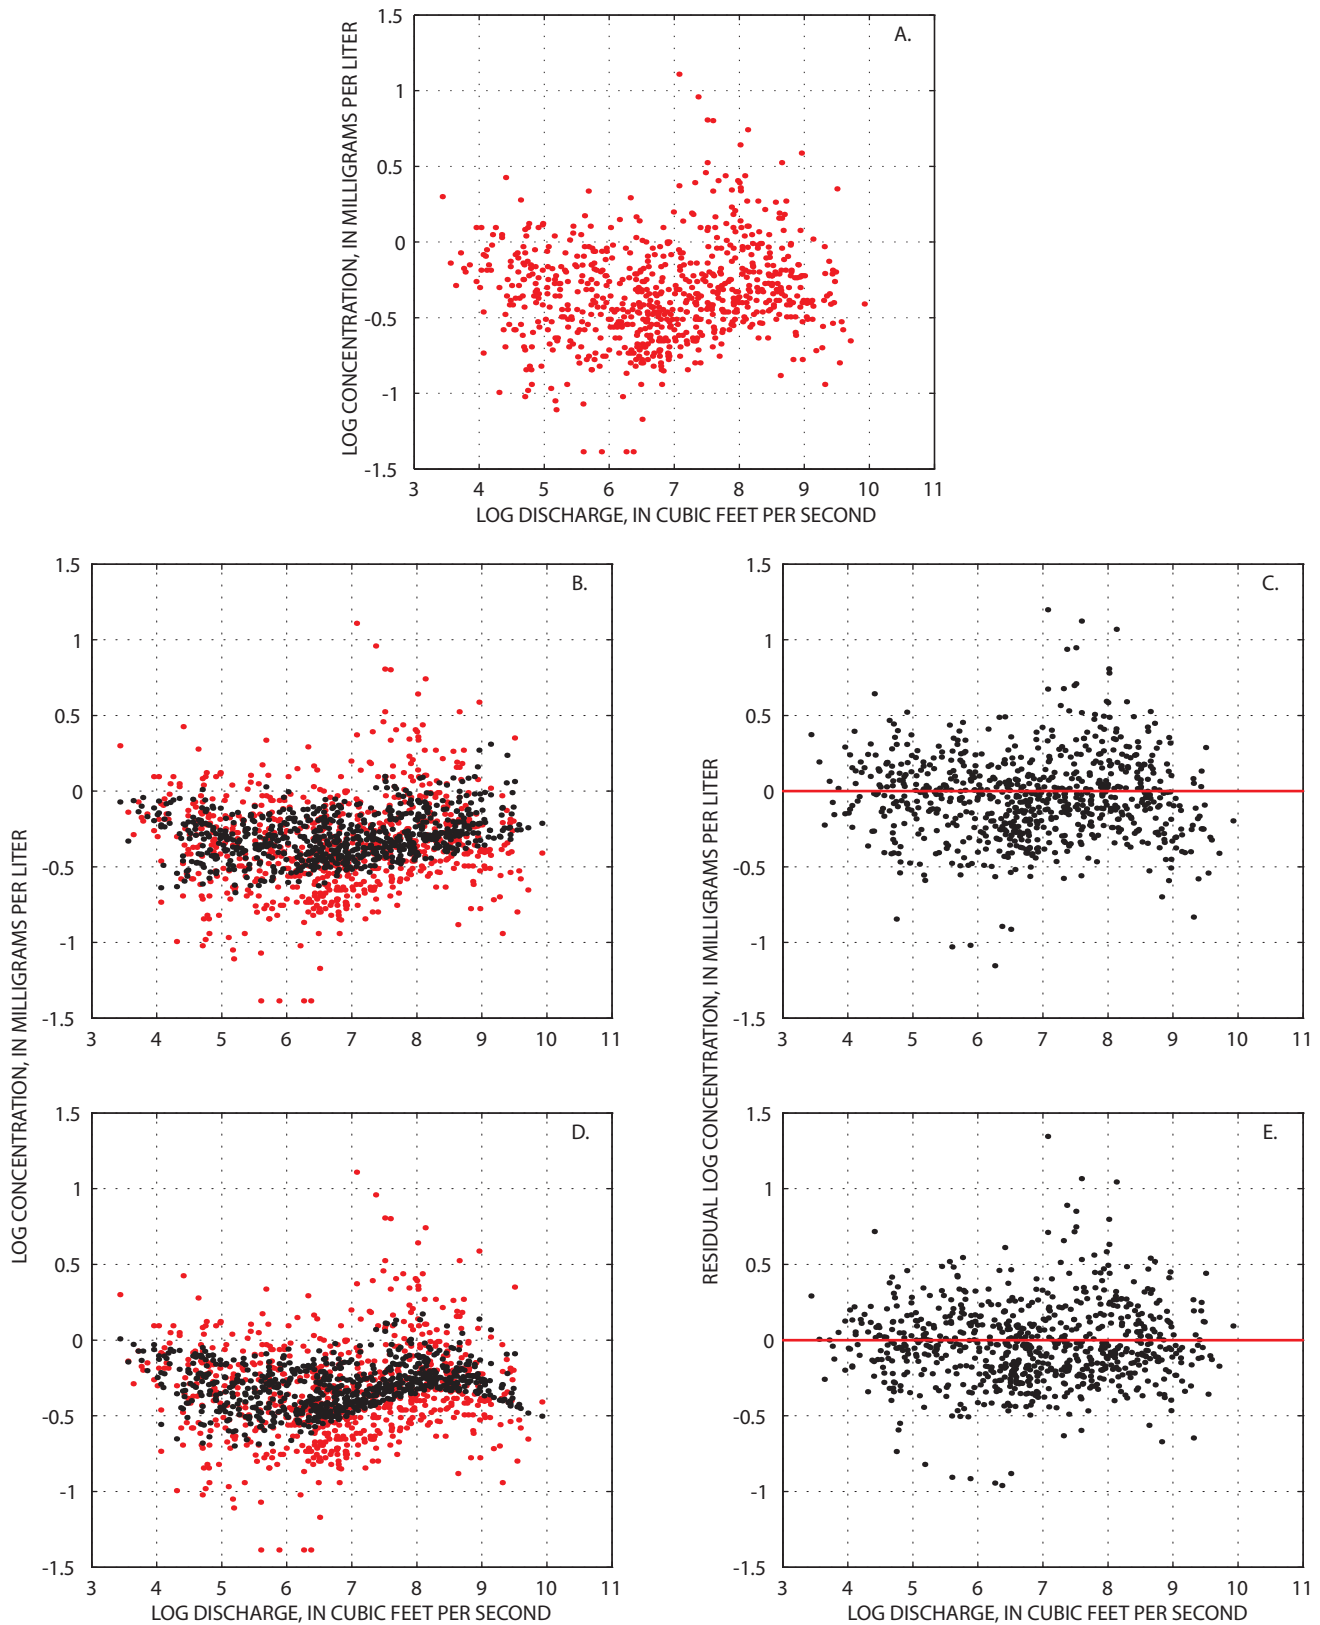 A.
LOG CONCENTRATION, IN MILLIGRAMS PER LITER
1.5
1
0.5
0
-0.5
-1
-1.5
3 4 5 6 7 8 9 10 11
LOG DISCHARGE, IN CUBIC FEET PER SECOND
B.
1.5
1
0.5
0
-0.5
-1
-1.5
3 4 5 6 7 8 9 10 11
C.
1.5
1
0.5
0
-0.5
-1
-1.5
3 4 5 6 7 8 9 10 11
LOG CONCENTRATION, IN MILLIGRAMS PER LITER
RESIDUAL LOG CONCENTRATION, IN MILLIGRAMS PER LITER
D.
1.5
1
0.5
0
-0.5
-1
-1.5
3 4 5 6 7 8 9 10 11
LOG DISCHARGE, IN CUBIC FEET PER SECOND
E.
1.5
1
0.5
0
-0.5
-1
-1.5
3 4 5 6 7 8 9 10 11
LOG DISCHARGE, IN CUBIC FEET PER SECOND